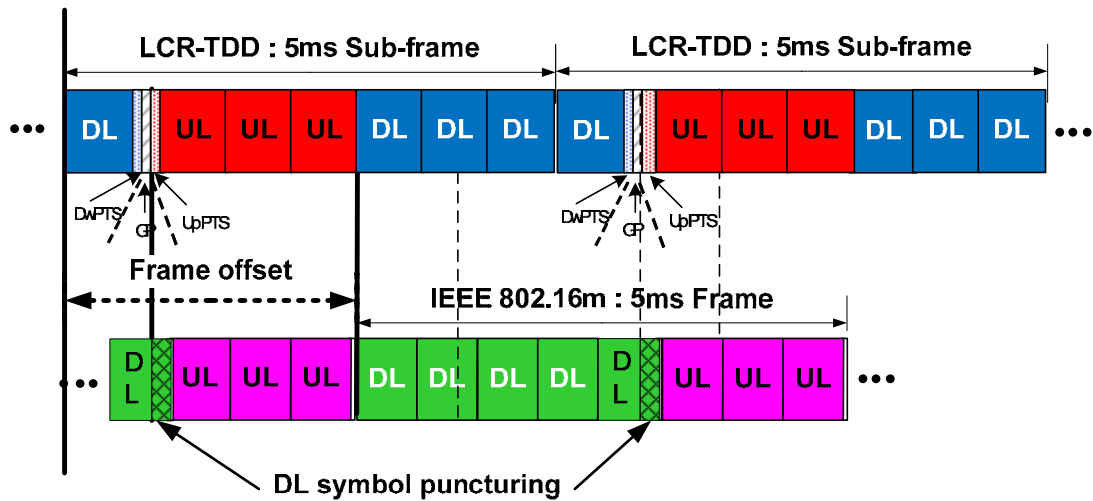 LCR-TDD : 5ms Sub-frame LCR-TDD : 5ms Sub-frame
••• DL UL UL UL DL DL DL DL UL UL UL DL DL DL •••
DwPTS GP UpPTS DwPTS GP UpPTS
Frame offset
IEEE 802.16m : 5ms Frame
••• DL UL UL UL DL DL DL DL DL UL UL UL •••
DL symbol puncturing